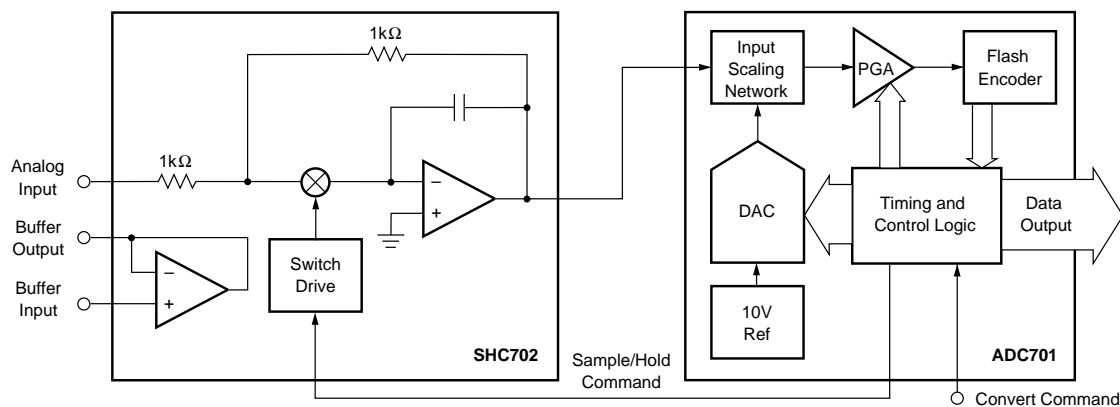 1kΩ
Analog
Input
1kΩ
Buffer
Output
Buffer
Input
−
+
−
+
Switch
Drive
SHC702
Sample/Hold
Command
Input
Scaling
Network
PGA
Flash
Encoder
DAC
Timing and
Control Logic
Data
Output
10V
Ref
ADC701
Convert Command